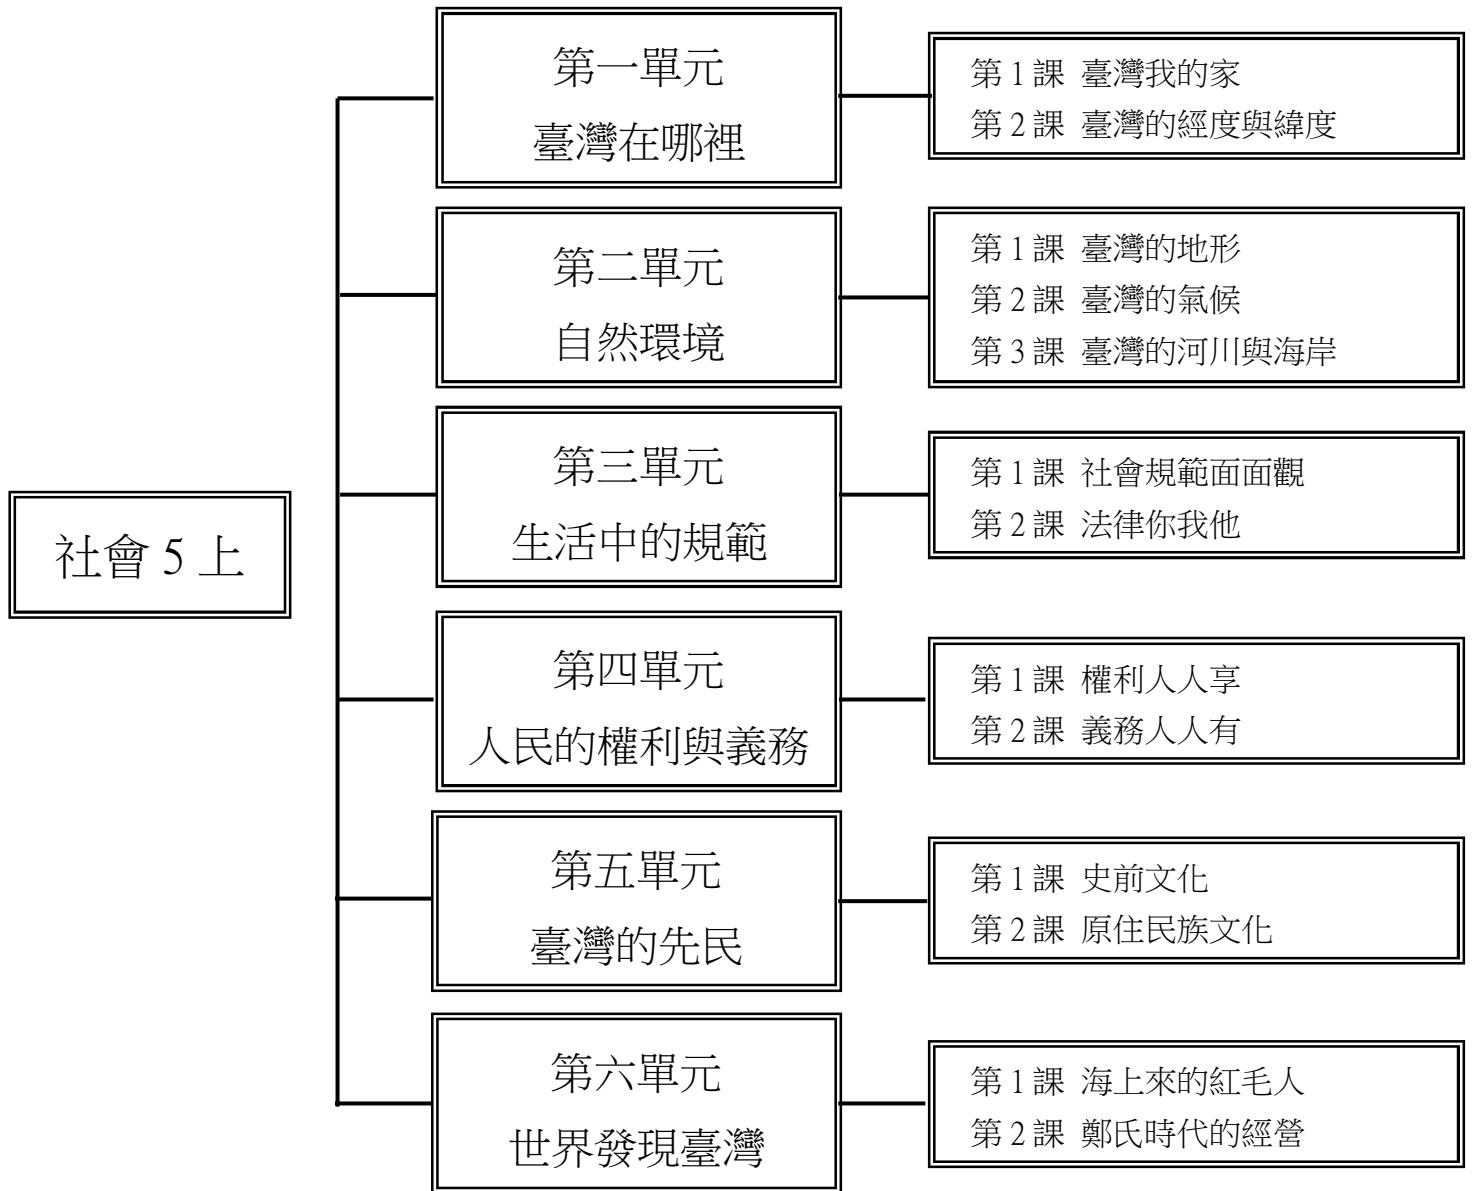 社會 5 上
第一單元
臺灣在哪裡
第 1 課 臺灣我的家
第 2 課 臺灣的經度與緯度
第二單元
自然環境
第 1 課 臺灣的地形
第 2 課 臺灣的氣候
第 3 課 臺灣的河川與海岸
第三單元
生活中的規範
第 1 課 社會規範面面觀
第 2 課 法律你我他
第四單元
人民的權利與義務
第 1 課 權利人人享
第 2 課 義務人人有
第五單元
臺灣的先民
第 1 課 史前文化
第 2 課 原住民族文化
第六單元
世界發現臺灣
第 1 課 海上來的紅毛人
第 2 課 鄭氏時代的經營